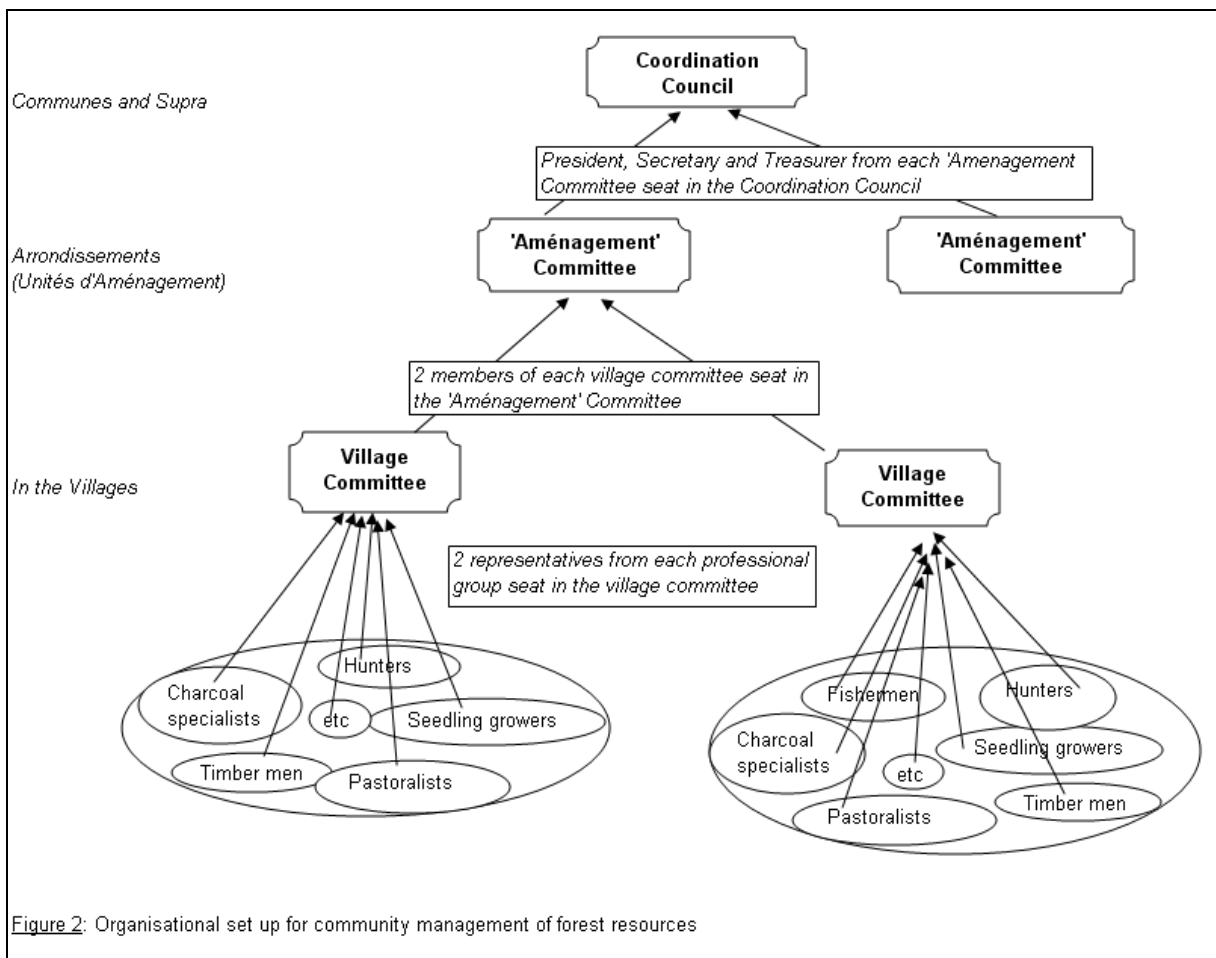 Coordination
Council
Communes and Supra
President, Secretary and Treasurer from each 'Amenagement
Committee seat in the Coordination Council
'Aménagement'
Committee
'Aménagement'
Committee
Arrondissements
(Unités d'Aménagement)
2 members of each village committee seat in
the 'Aménagement' Committee
Village
Committee
Village
Committee
In the Villages
2 representatives from each professional
group seat in the village committee
Hunters
Charcoal
specialists
etc
Seedling growers
Timber men
Pastoralists
Fishermen
Hunters
Charcoal
specialists
Seedling growers
etc
Timber men
Pastoralists
Figure 2: Organisational set up for community management of forest resources